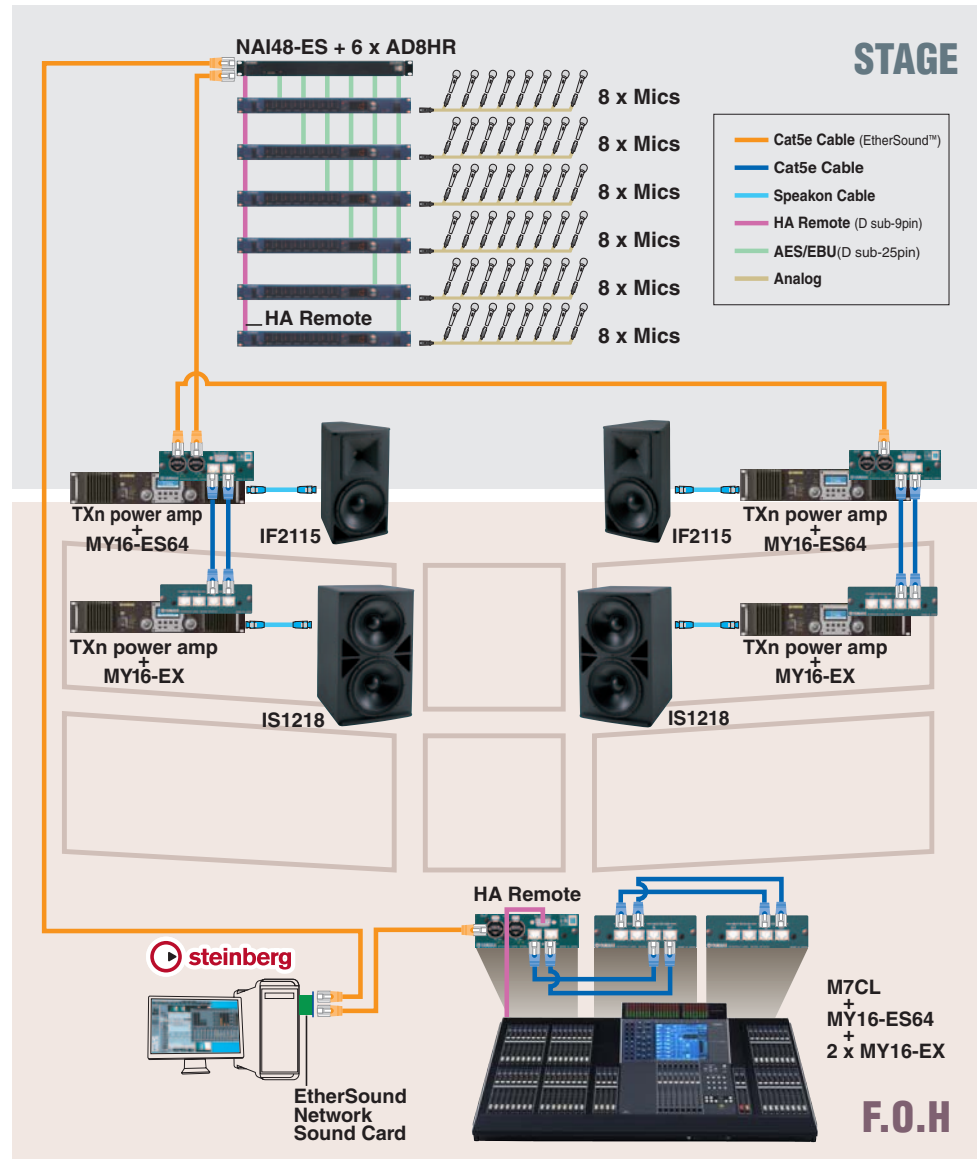 NAI48-ES + 6 x AD8HR
STAGE
8 x Mics
8 x Mics
8 x Mics
8 x Mics
8 x Mics
8 x Mics
Cat5e Cable (EtherSound™)
Cat5e Cable
Speakon Cable
HA Remote (D sub-9pin)
AES/EBU(D sub-25pin)
Analog
HA Remote
TXn power amp
+
MY16-ES64
IF2115
IF2115
TXn power amp
+
MY16-ES64
TXn power amp
+
MY16-EX
IS1218
IS1218
TXn power amp
+
MY16-EX
HA Remote
steinberg
M7CL
+
MY16-ES64
+
2 x MY16-EX
EtherSound
Network
Sound Card
F.O.H